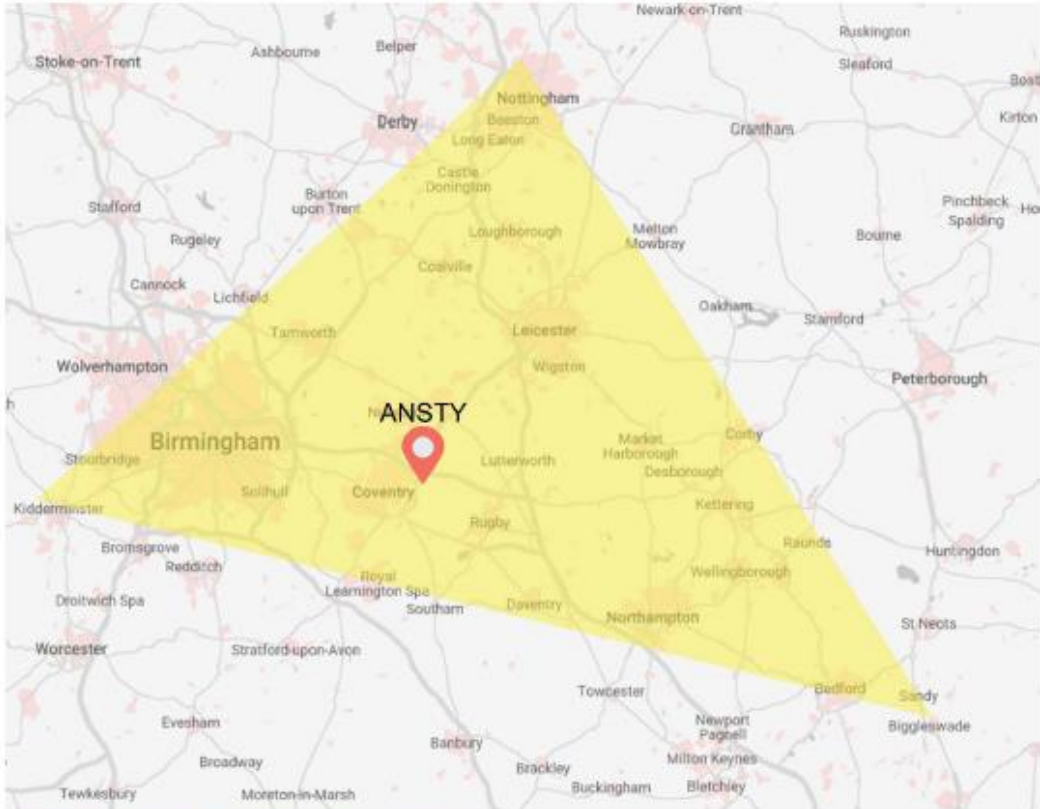 Newark-on-Trent
Ruskington
Belper
Ashbourne
Stoke-on-Trent
Sleaford
Nottingham
Derby
Beeston
Grantham
Kirton
Long Eaton
Castle
Donington
Burton
upon Trent
Stafford
Pinchbeck
Spalding
Loughborough
Melton
Mowbray
Bourne
Rugeley
Coalville
Cannock
Lichfield
Oakham
Stamford
Tamworth
Leicester
Wolverhampton
Wigston
Peterborough
ANSTY
Birmingham
Corby
Market
Harborough
Stourbridge
Lutterworth
Desborough
Solihull
Coventry
Kettering
Kidderminster
Rugby
Raunds
Bromsgrove
Huntingdon
Redditch
Royal
Leamington Spa
Wellingborough
Droitwich Spa
Southam
Daventry
Northampton
St Neots
Worcester
Stratford-upon-Avon
Bedford
Sandy
Towcester
Evesham
Newport
Pagnell
Biggleswade
Banbury
Broadway
Milton Keynes
Brackley
Buckingham
Bletchley
Tewkesbury
Moreton-in-Marsh